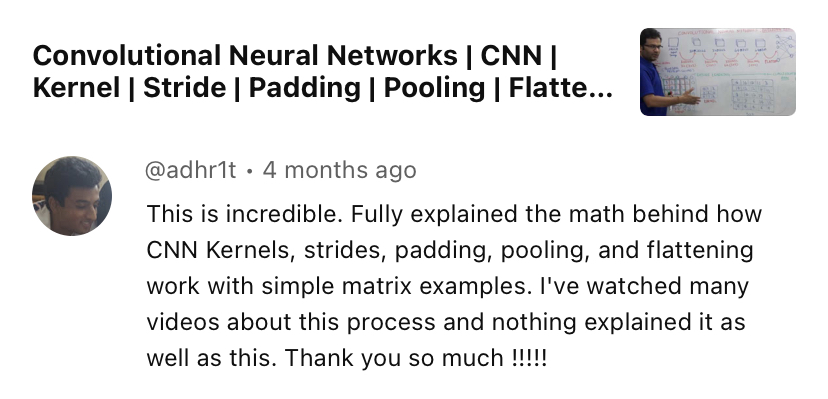 Convolutional Neural Networks | CNN |
Kernel | Stride | Padding | Pooling | Flatte...
@adhr1t • 4 months ago
This is incredible. Fully explained the math behind how
CNN Kernels, strides, padding, pooling, and flattening
work with simple matrix examples. I've watched many
videos about this process and nothing explained it as
well as this. Thank you so much !!!!!